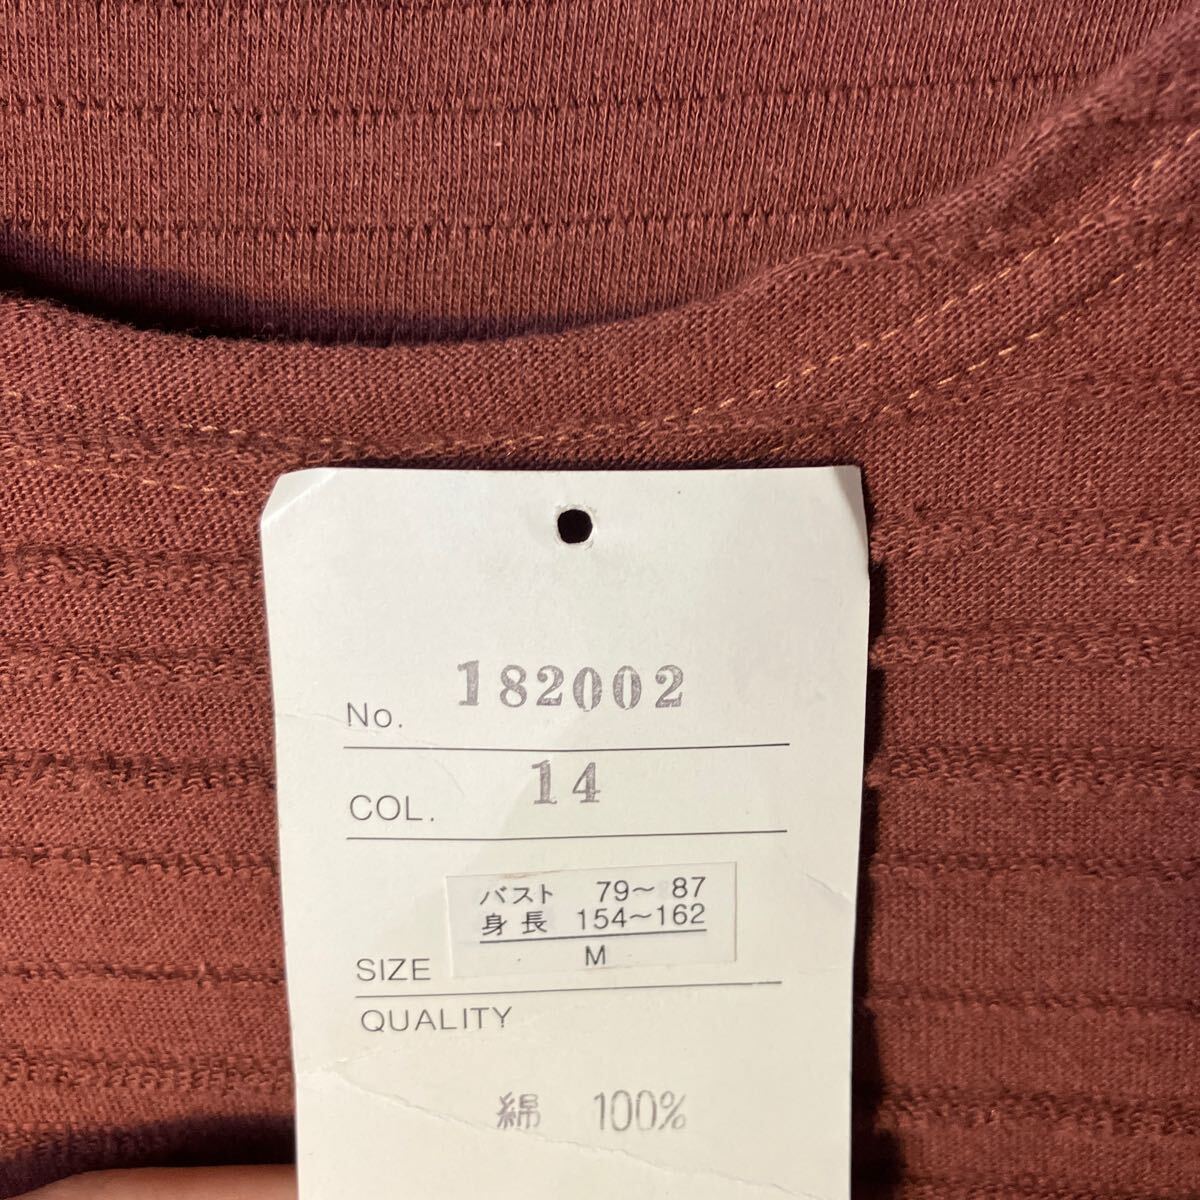 No. 182002
COL. 14
バスト 79～87
身長 154～162
SIZE M
QUALITY
綿 100%